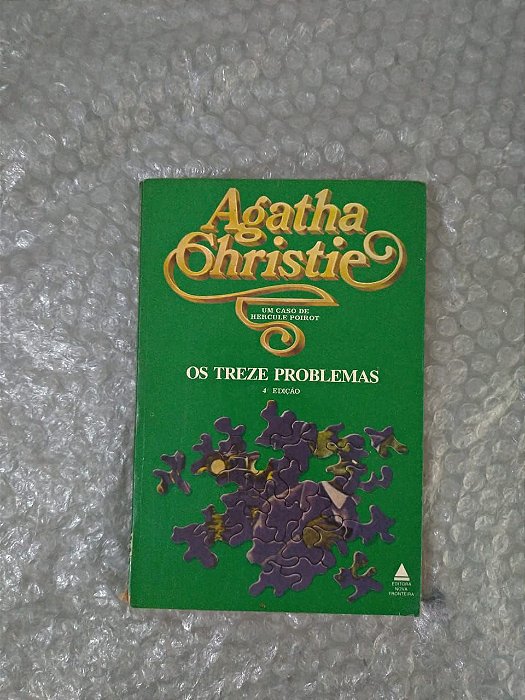 Agatha
Christie
UM CASO DE
HERCULE POIROT
OS TREZE PROBLEMAS
4ª EDIÇÃO
EDITORA
NOVA
FRONTEIRA